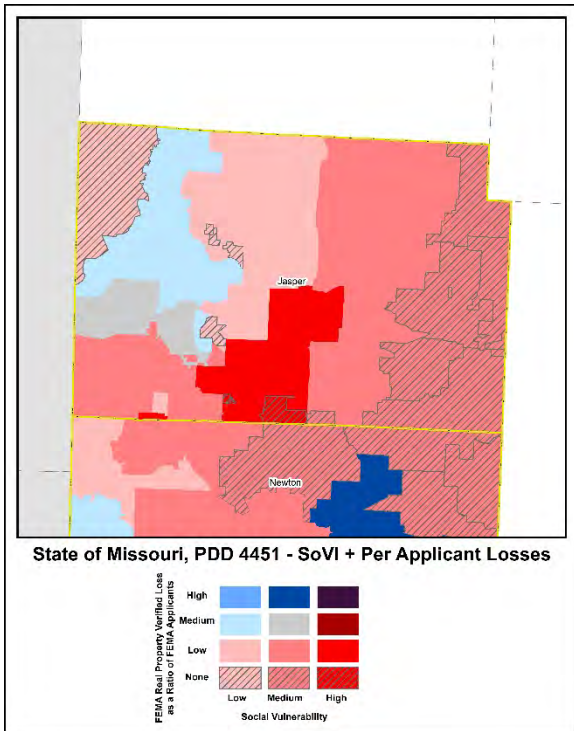 Jasper
Newton
State of Missouri, PDD 4451 - SoVI + Per Applicant Losses
FEMA Real Property Verified Loss
as a Ratio of FEMA Applicants
High
Medium
Low
None
Low Medium High
Social Vulnerability